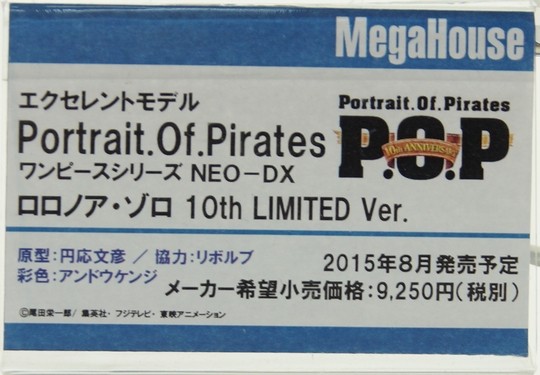 MegaHouse
エクセレントモデル
Portrait.Of.Pirates
ワンピースシリーズ NEO-DX
ロロノア・ゾロ 10th LIMITED Ver.
Portrait.Of.Pirates
P.O.P
10th ANNIVERSARY
原型:円応文彦 / 協力:リボルブ
彩色:アンドウケンジ
2015年8月発売予定
メーカー希望小売価格:9,250円(税別)
©尾田栄一郎/集英社・フジテレビ・東映アニメーション